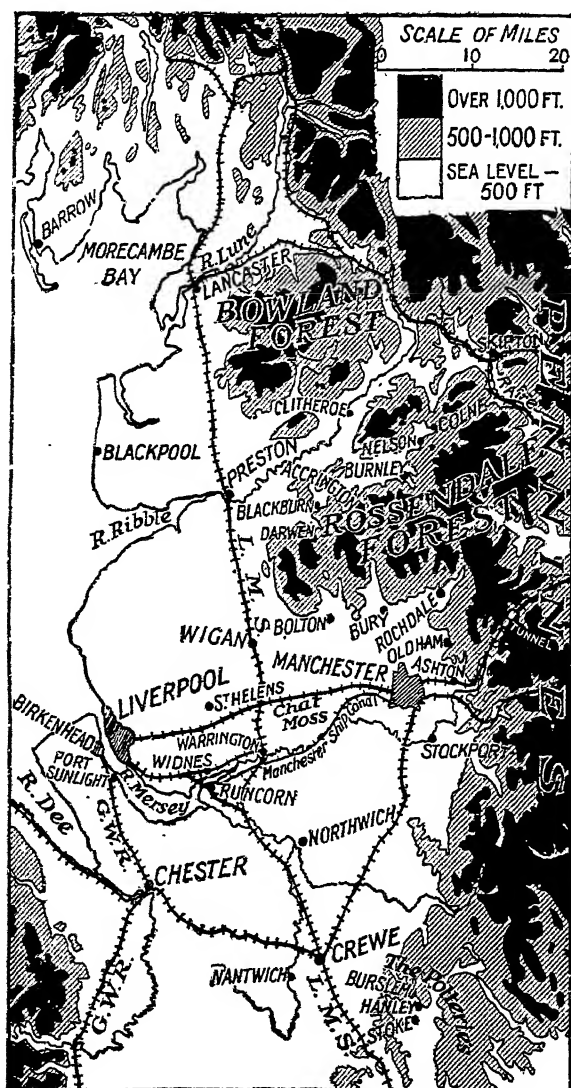 SCALE OF MILES
0 10 20
OVER 1,000 FT.
500-1,000 FT.
SEA LEVEL –
500 FT
BARROW
MORECAMBE
BAY
R. Lune
LANCASTER
BOWLAND
FOREST
SKIPTON
PENNINES
CLITHEROE
COLNE
NELSON
BURNLEY
BLACKPOOL
PRESTON
ACCRINGTON
BLACKBURN
DARWEN
ROSSENDALE
FOREST
R. Ribble
L. M. S.
BOLTON
BURY
ROCHDALE
OLDHAM
ASHTON
TUNNEL
WIGAN
MANCHESTER
LIVERPOOL
ST HELENS
Chat
Moss
Manchester Ship Canal
STOCKPORT
BIRKENHEAD
PORT
SUNLIGHT
WARRINGTON
WIDNES
R. Mersey
RUNCORN
R. Dee
G.W.R.
NORTHWICH
CHESTER
CREWE
NANTWICH
G.W.R.
L. M. S.
The Potteries
BURSLEM
HANLEY
STOKE